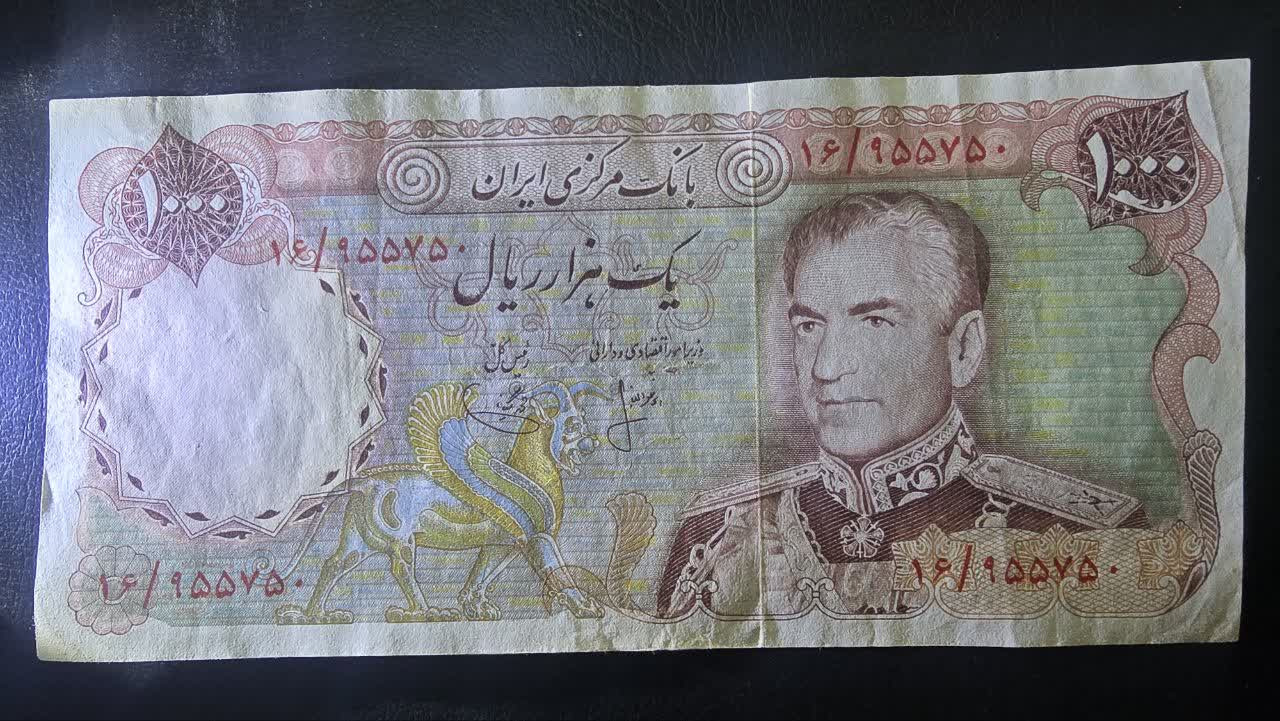 ۱۰۰۰
بانک مرکزی ایران
۱۶/۹۵۵۷۵۰
۱۰۰۰
۱۶/۹۵۵۷۵۰
یک هزار ریال
وزیر امور اقتصادی و دارائی
رئیس کل
۱۶/۹۵۵۷۵۰
۱۶/۹۵۵۷۵۰